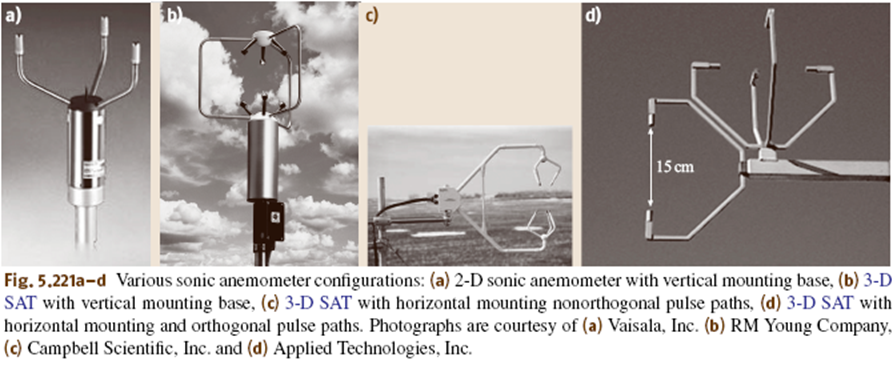 a)
b)
c)
d)
15 cm
Fig. 5.221a–d Various sonic anemometer configurations: (a) 2-D sonic anemometer with vertical mounting base, (b) 3-D
SAT with vertical mounting base, (c) 3-D SAT with horizontal mounting nonorthogonal pulse paths, (d) 3-D SAT with
horizontal mounting and orthogonal pulse paths. Photographs are courtesy of (a) Vaisala, Inc. (b) RM Young Company,
(c) Campbell Scientific, Inc. and (d) Applied Technologies, Inc.